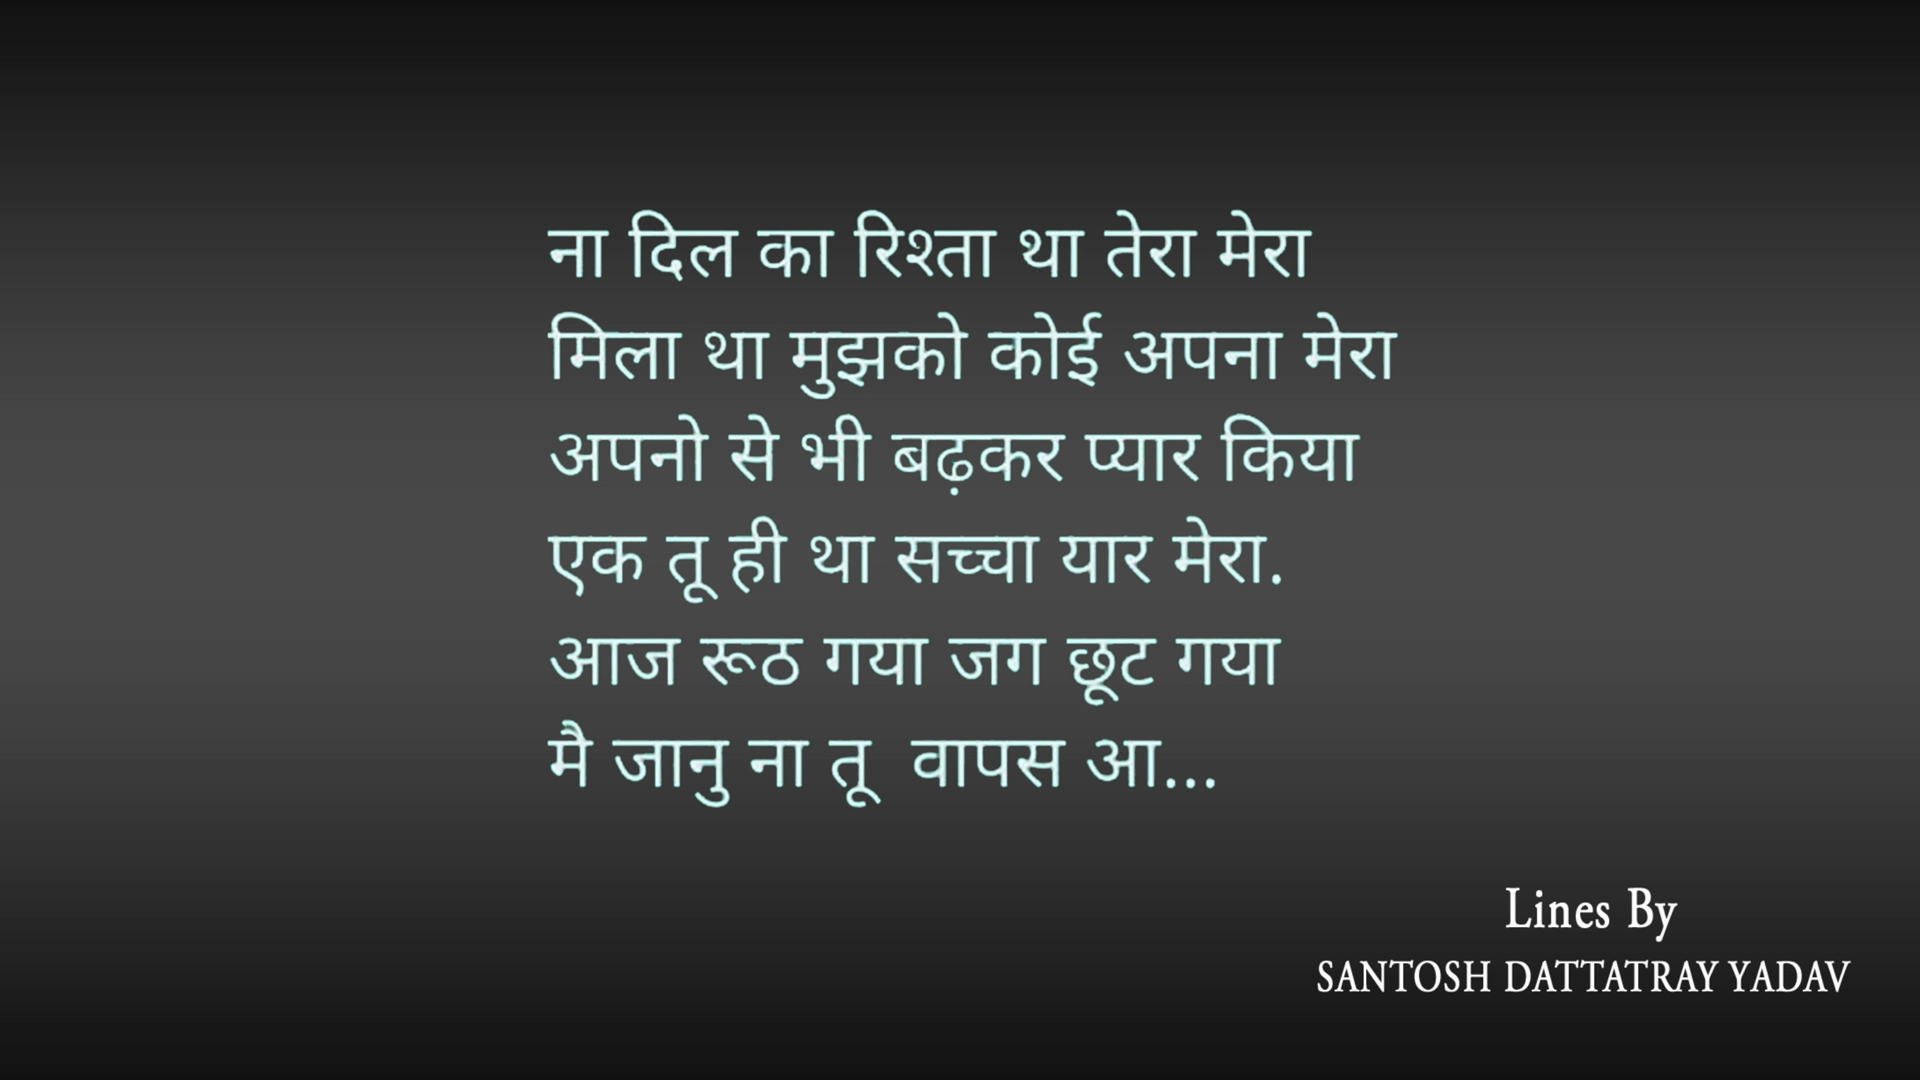 ना दिल का रिश्ता था तेरा मेरा
मिला था मुझको कोई अपना मेरा
अपनो से भी बढ़कर प्यार किया
एक तू ही था सच्चा यार मेरा.
आज रूठ गया जग छूट गया
मै जानु ना तू  वापस आ...
Lines By
SANTOSH DATTATRAY YADAV